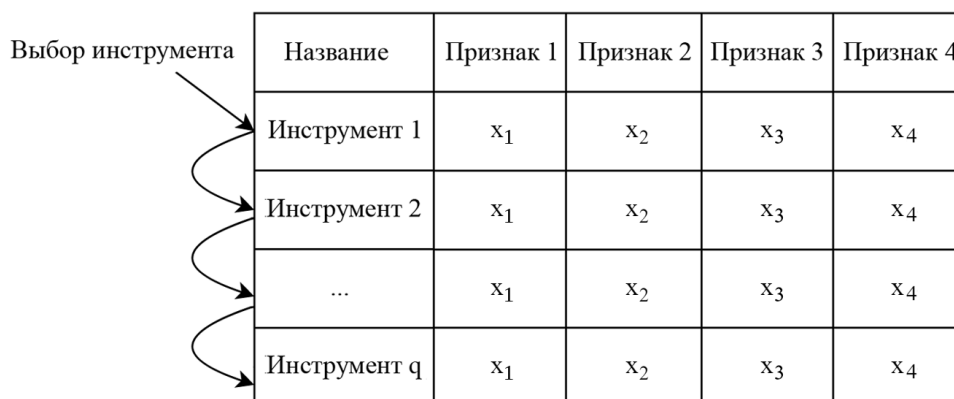 Выбор инструмента
Название Признак 1 Признак 2 Признак 3 Признак 4
Инструмент 1 x₁ x₂ x₃ x₄
Инструмент 2 x₁ x₂ x₃ x₄
... x₁ x₂ x₃ x₄
Инструмент q x₁ x₂ x₃ x₄